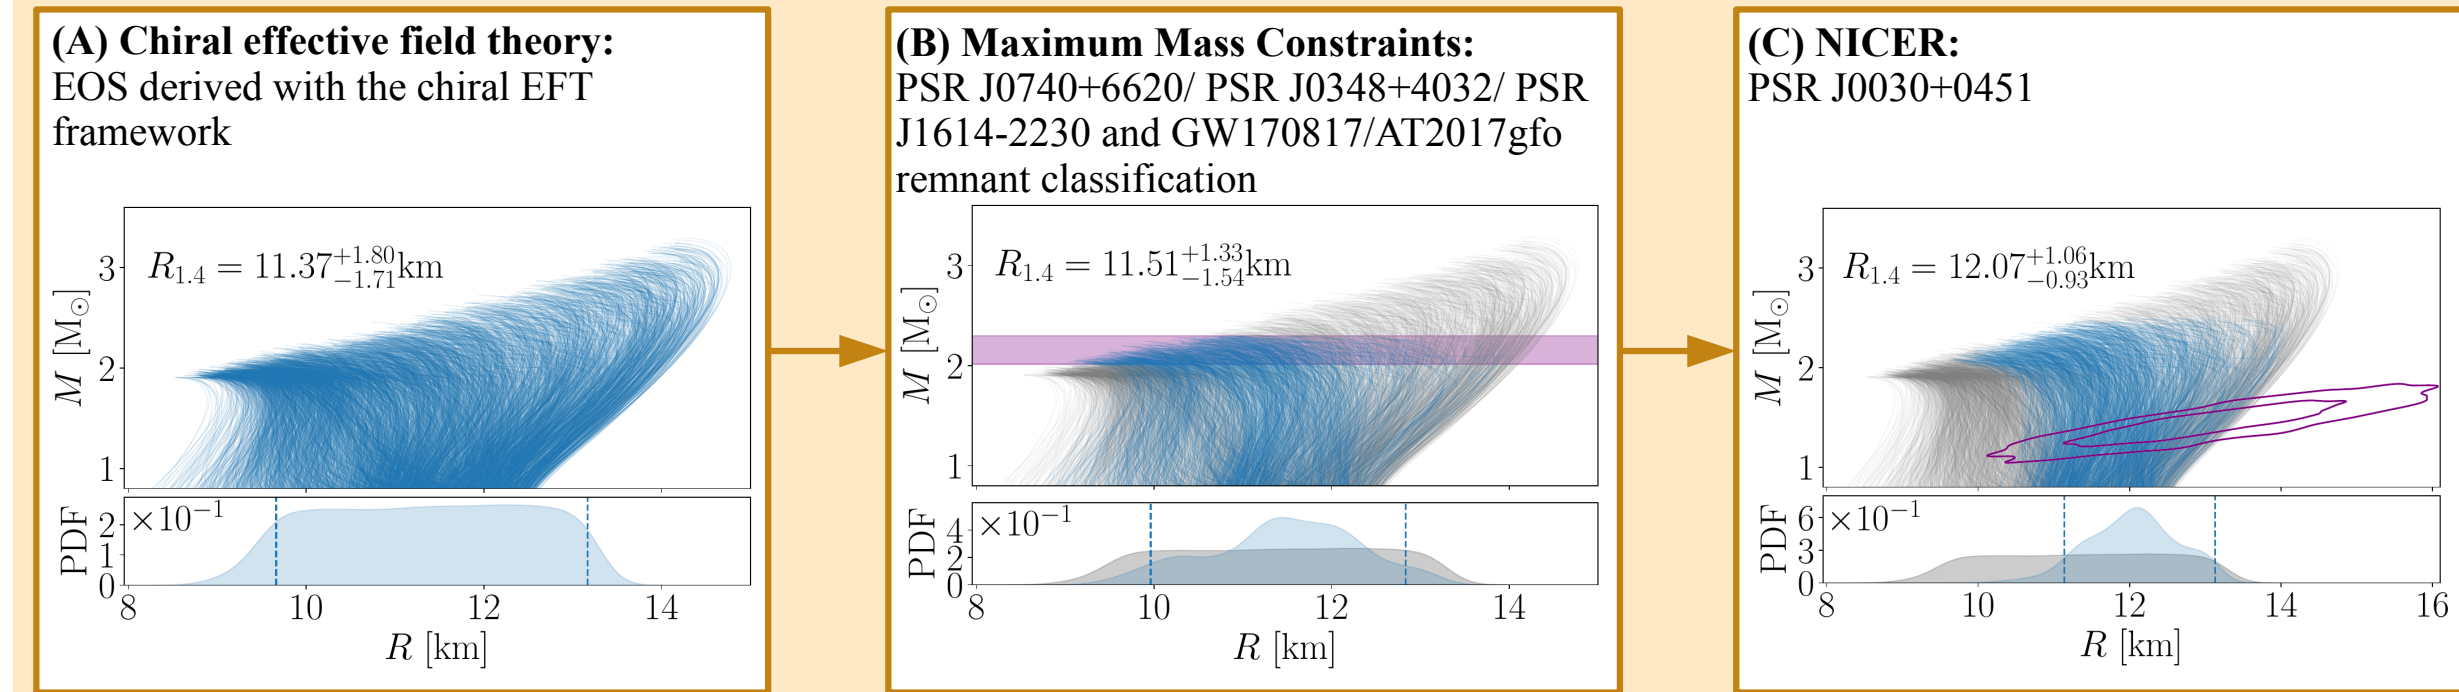 (A) Chiral effective field theory:
EOS derived with the chiral EFT
framework
R₁.₄ = 11.37⁺¹·⁸⁰₋₁.₇₁km
M [M⊙]
3
2
1
×10⁻¹
PDF
2
1
0
8 10 12 14
R [km]
(B) Maximum Mass Constraints:
PSR J0740+6620/ PSR J0348+4032/ PSR
J1614-2230 and GW170817/AT2017gfo
remnant classification
R₁.₄ = 11.51⁺¹·³³₋₁.₅₄km
M [M⊙]
3
2
1
×10⁻¹
PDF
4
2
0
8 10 12 14
R [km]
(C) NICER:
PSR J0030+0451
R₁.₄ = 12.07⁺¹·⁰⁶₋₀.₉₃km
M [M⊙]
3
2
1
×10⁻¹
PDF
6
3
0
8 10 12 14 16
R [km]